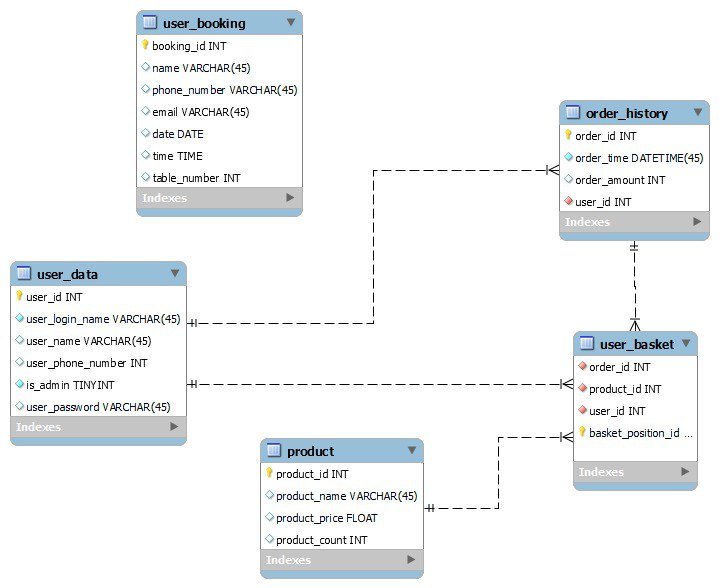 user_booking
booking_id INT
name VARCHAR(45)
phone_number VARCHAR(45)
email VARCHAR(45)
date DATE
time TIME
table_number INT
Indexes
order_history
order_id INT
order_time DATETIME(45)
order_amount INT
user_id INT
Indexes
user_data
user_id INT
user_login_name VARCHAR(45)
user_name VARCHAR(45)
user_phone_number INT
is_admin TINYINT
user_password VARCHAR(45)
Indexes
user_basket
order_id INT
product_id INT
user_id INT
basket_position_id ...
Indexes
product
product_id INT
product_name VARCHAR(45)
product_price FLOAT
product_count INT
Indexes